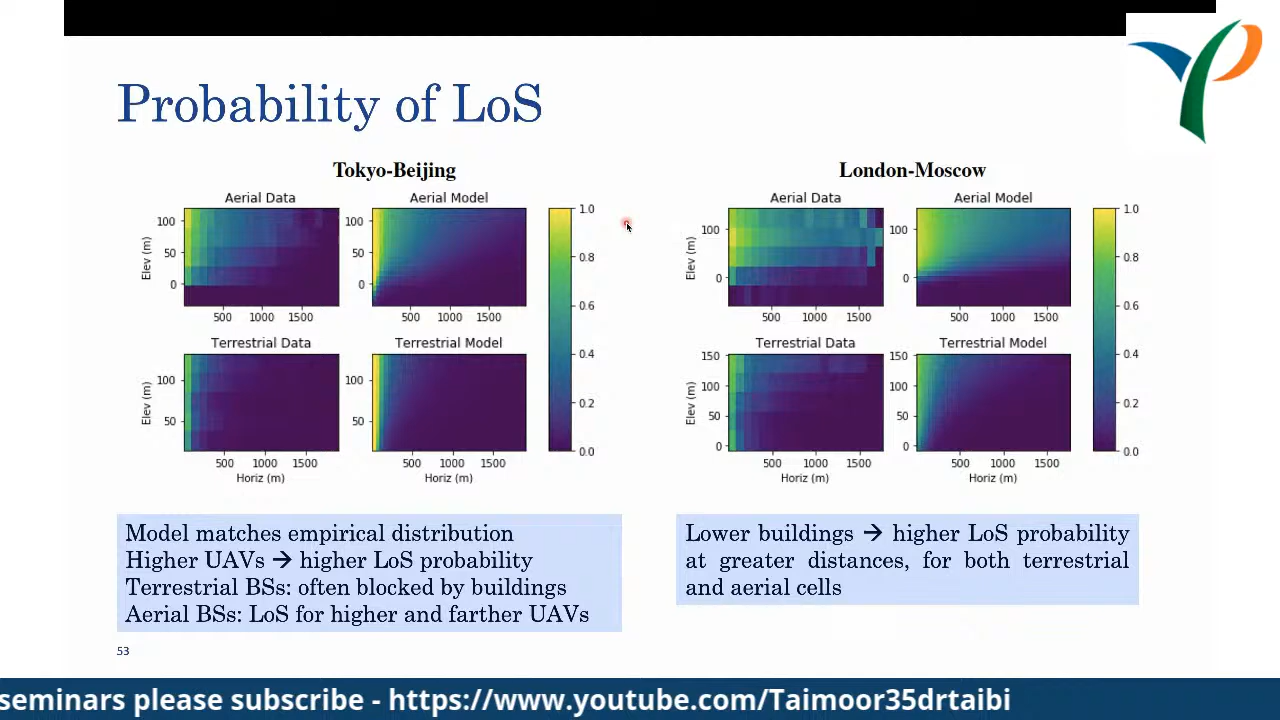 Probability of LoS
Tokyo-Beijing
Aerial Data
Aerial Model
100
50
0
Elev (m)
500 1000 1500
100
50
0
500 1000 1500
Terrestrial Data
Terrestrial Model
100
50
Elev (m)
500 1000 1500
Horiz (m)
100
50
500 1000 1500
Horiz (m)
1.0
0.8
0.6
0.4
0.2
0.0
London-Moscow
Aerial Data
Aerial Model
100
0
Elev (m)
500 1000 1500
100
0
500 1000 1500
Terrestrial Data
Terrestrial Model
150
100
50
0
Elev (m)
500 1000 1500
Horiz (m)
150
100
50
0
500 1000 1500
Horiz (m)
1.0
0.8
0.6
0.4
0.2
0.0
Model matches empirical distribution
Higher UAVs → higher LoS probability
Terrestrial BSs: often blocked by buildings
Aerial BSs: LoS for higher and farther UAVs
Lower buildings → higher LoS probability
at greater distances, for both terrestrial
and aerial cells
53
seminars please subscribe - https://www.youtube.com/Taimoor35drtaibi